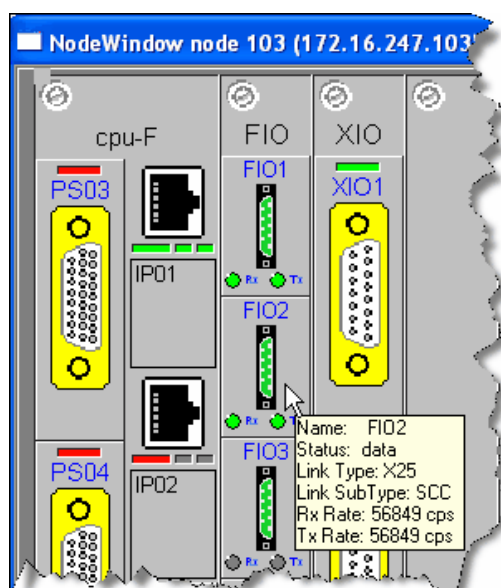 NodeWindow node 103 (172.16.247.103
cpu-F
FIO
XIO
PS03
IP01
PS04
IP02
FIO1
Rx Tx
FIO2
Rx
FIO3
Rx Tx
XIO1
Name: FIO2
Status: data
Link Type: X25
Link SubType: SCC
Rx Rate: 56849 cps
Tx Rate: 56849 cps